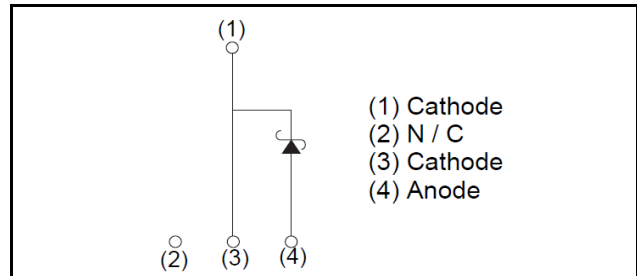 (1)
(1) Cathode
(2) N / C
(3) Cathode
(4) Anode
(2) (3) (4)